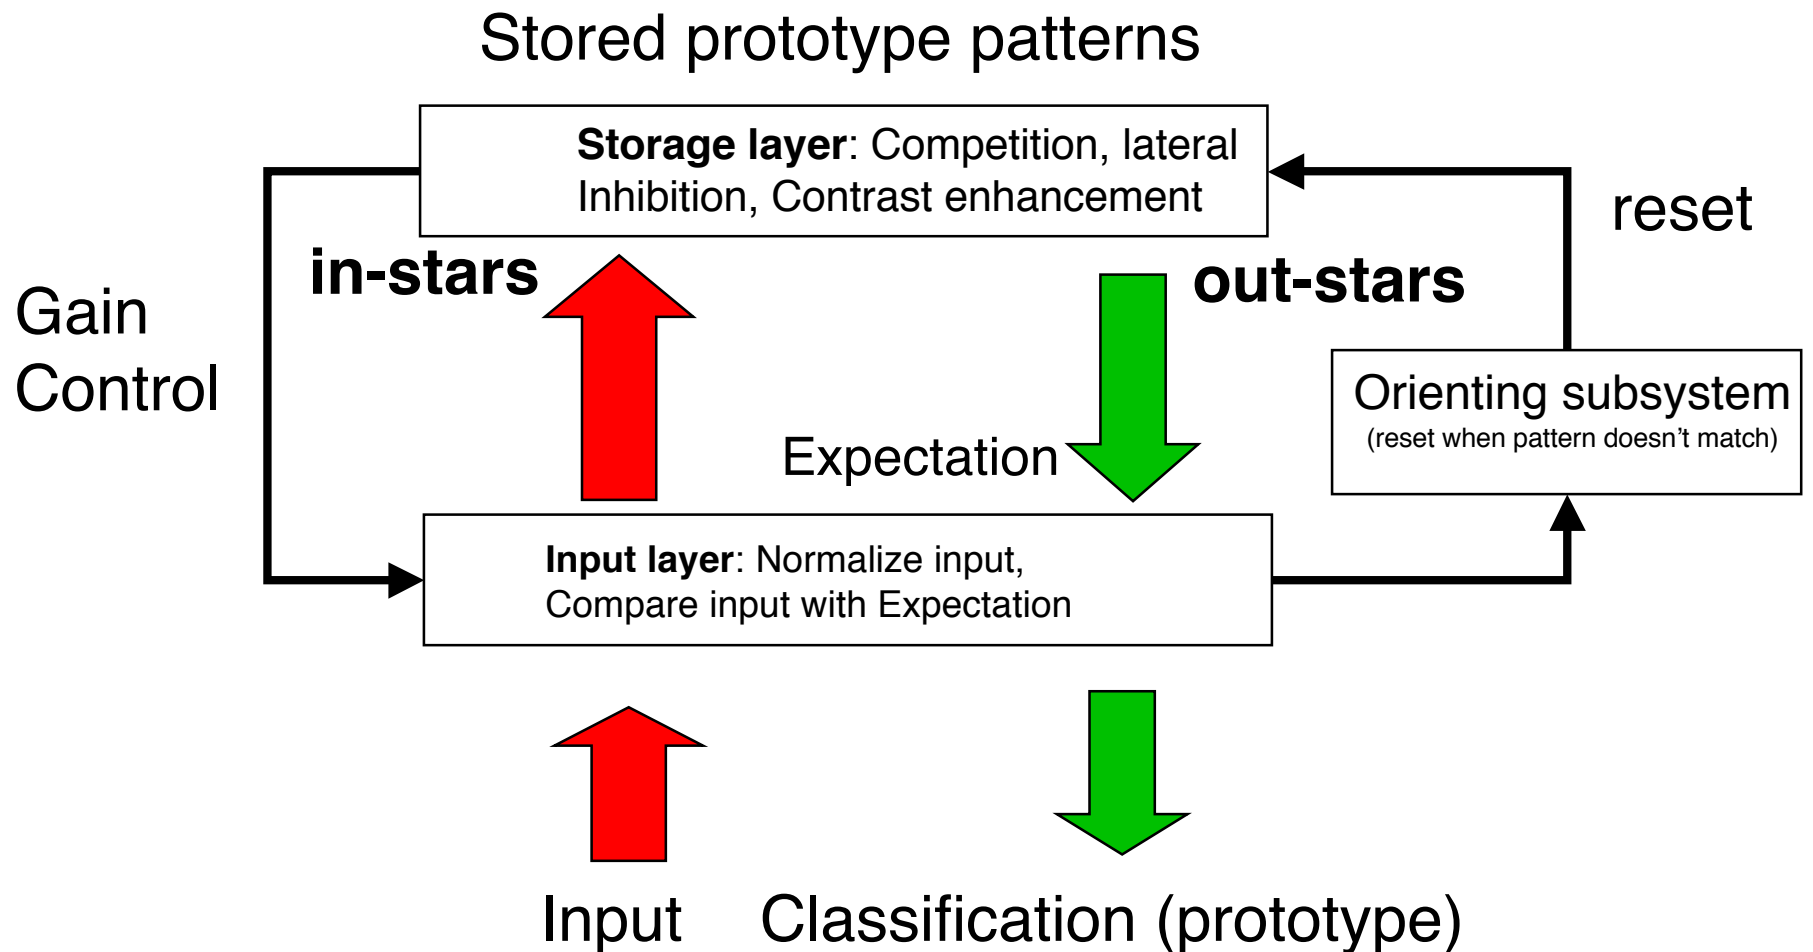 Stored prototype patterns
Storage layer: Competition, lateral
Inhibition, Contrast enhancement
reset
in-stars
out-stars
Gain
Control
Orienting subsystem
(reset when pattern doesn't match)
Expectation
Input layer: Normalize input,
Compare input with Expectation
Input
Classification (prototype)